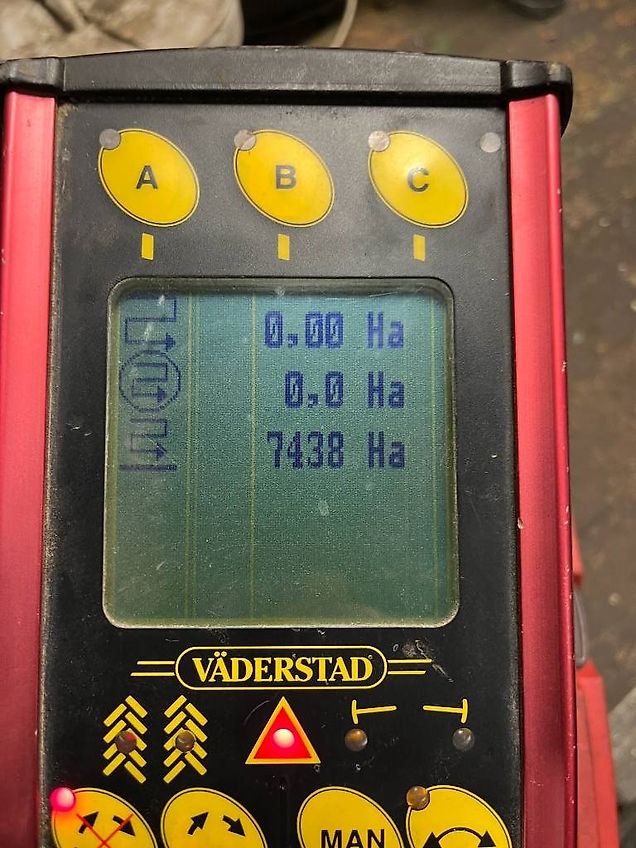 A B C
0,00 Ha
0,0 Ha
7438 Ha
VÄDERSTAD
MAN